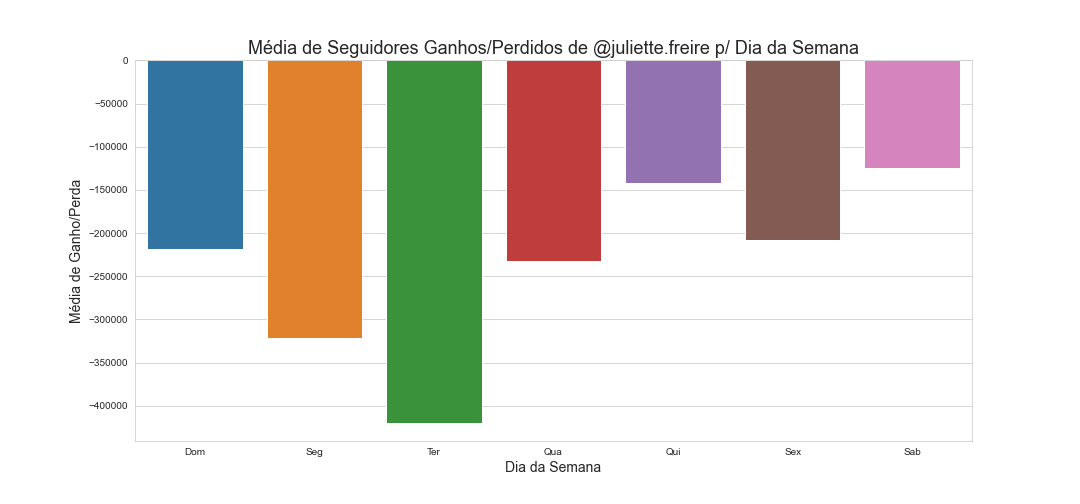 Média de Seguidores Ganhos/Perdidos de @juliette.freire p/ Dia da Semana
0
−50000
−100000
−150000
−200000
−250000
−300000
−350000
−400000
Média de Ganho/Perda
Dom Seg Ter Qua Qui Sex Sab
Dia da Semana